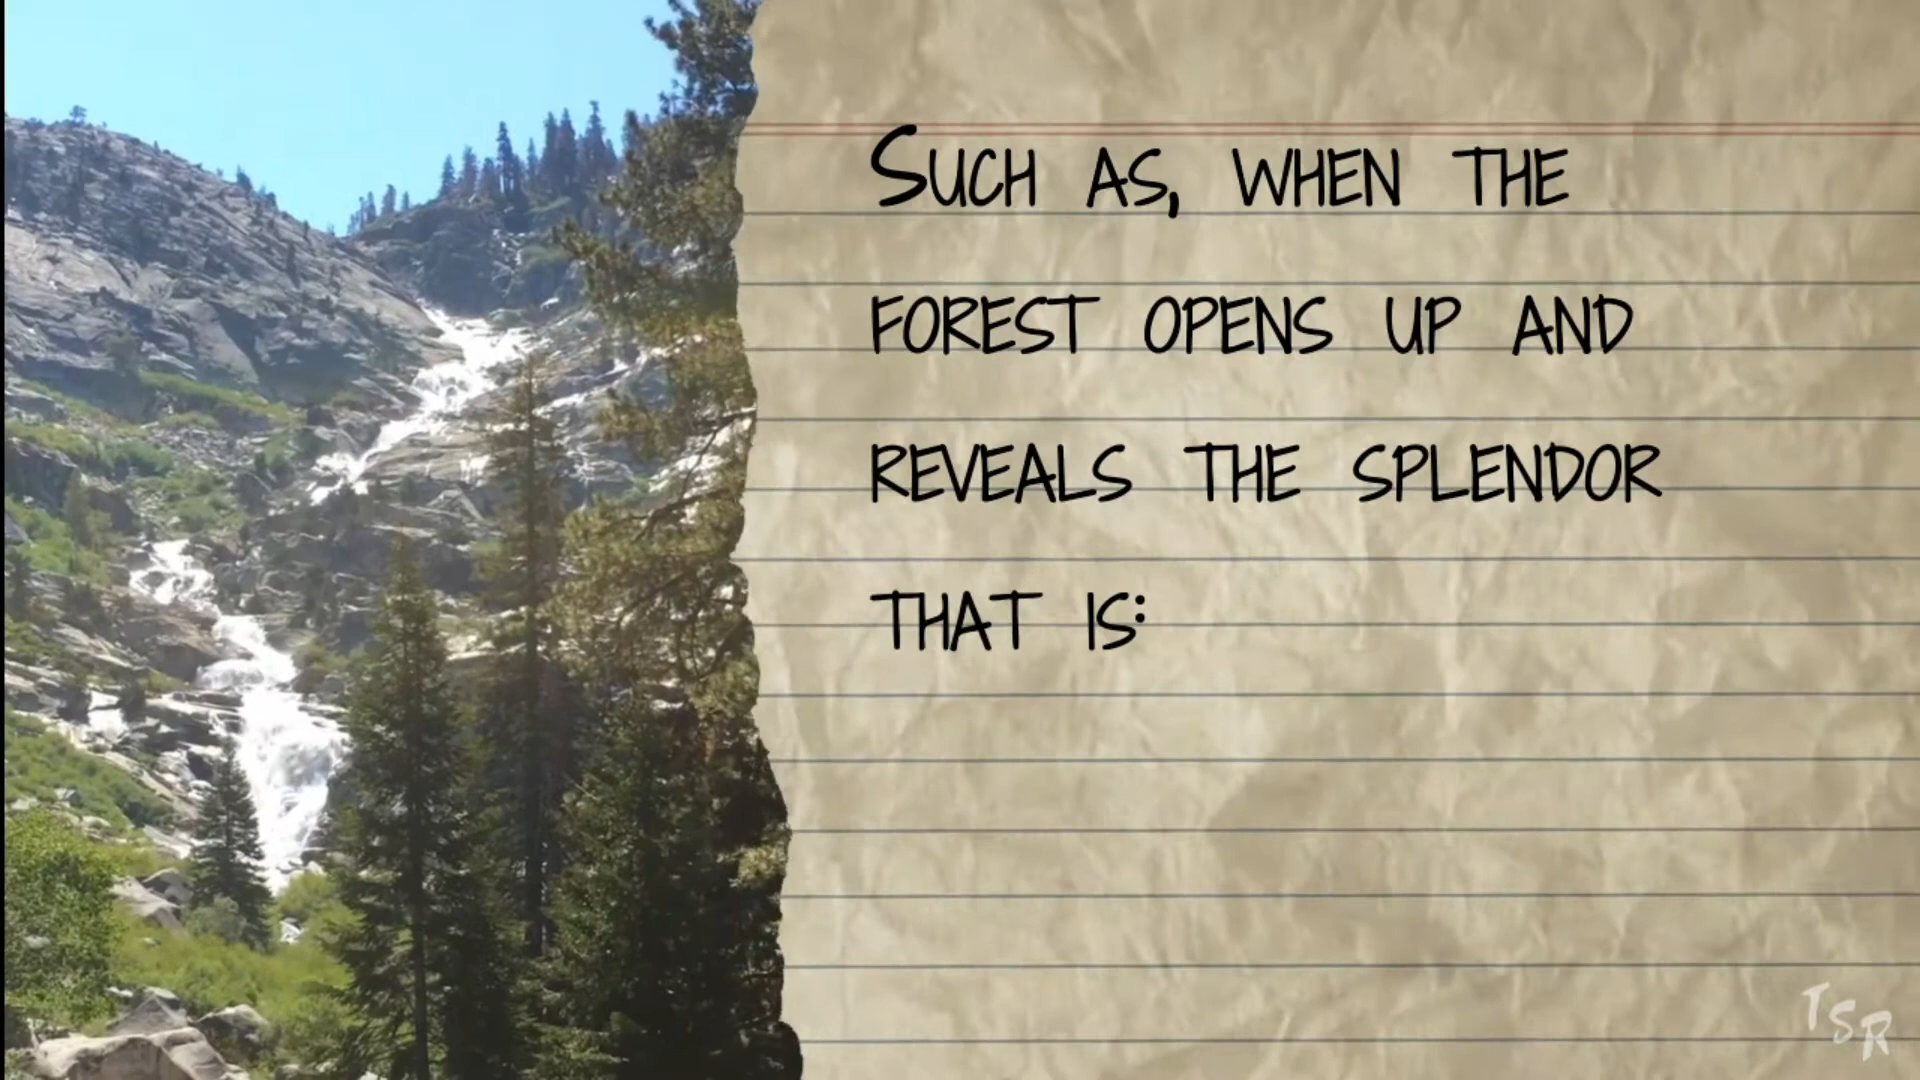 Such as, when the
forest opens up and
reveals the splendor
that is:
TSR